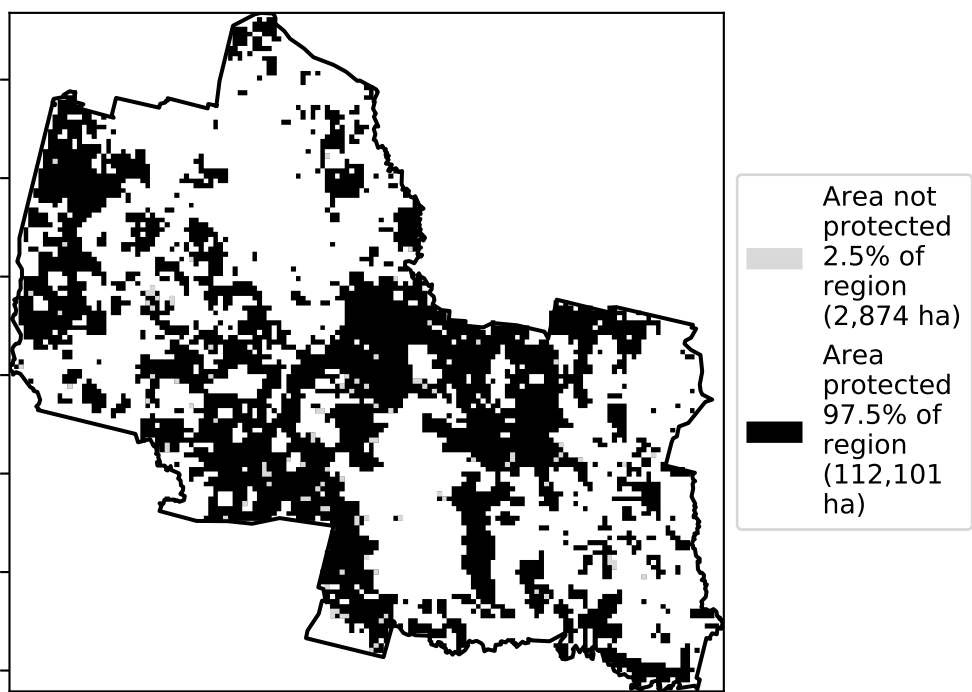 Area not
protected
2.5% of
region
(2,874 ha)
Area
protected
97.5% of
region
(112,101
ha)